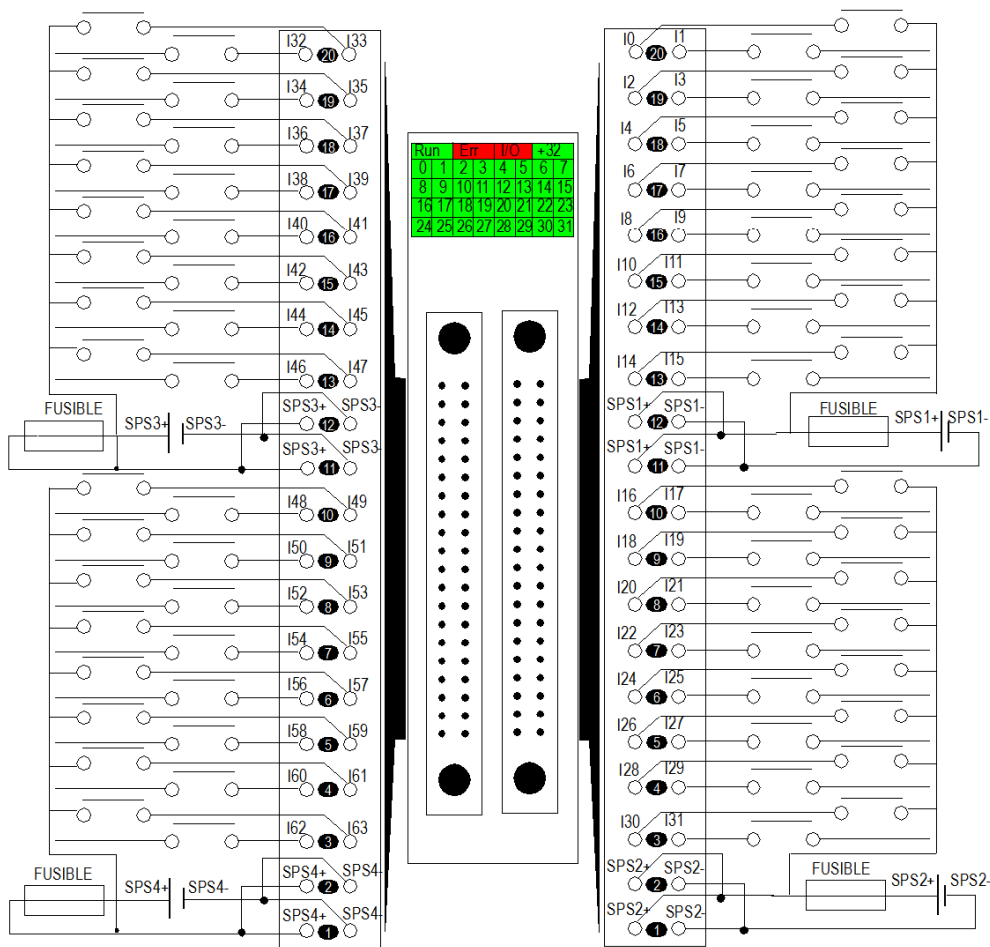 I32 20 I33
I34 19 I35
I36 18 I37
I38 17 I39
I40 16 I41
I42 15 I43
I44 14 I45
I46 13 I47
FUSIBLE SPS3+ SPS3- SPS3+ 12 SPS3-
SPS3+ 11 SPS3-
I48 10 I49
I50 9 I51
I52 8 I53
I54 7 I55
I56 6 I57
I58 5 I59
I60 4 I61
I62 3 I63
FUSIBLE SPS4+ SPS4- SPS4+ 2 SPS4-
SPS4+ 1 SPS4-
Run Err I/O +32
0 1 2 3 4 5 6 7
8 9 10 11 12 13 14 15
16 17 18 19 20 21 22 23
24 25 26 27 28 29 30 31
I0 20 I1
I2 19 I3
I4 18 I5
I6 17 I7
I8 16 I9
I10 15 I11
I12 14 I13
I14 13 I15
SPS1+ 12 SPS1- FUSIBLE SPS1+ SPS1-
SPS1+ 11 SPS1-
I16 10 I17
I18 9 I19
I20 8 I21
I22 7 I23
I24 6 I25
I26 5 I27
I28 4 I29
I30 3 I31
SPS2+ 2 SPS2- FUSIBLE SPS2+ SPS2-
SPS2+ 1 SPS2-